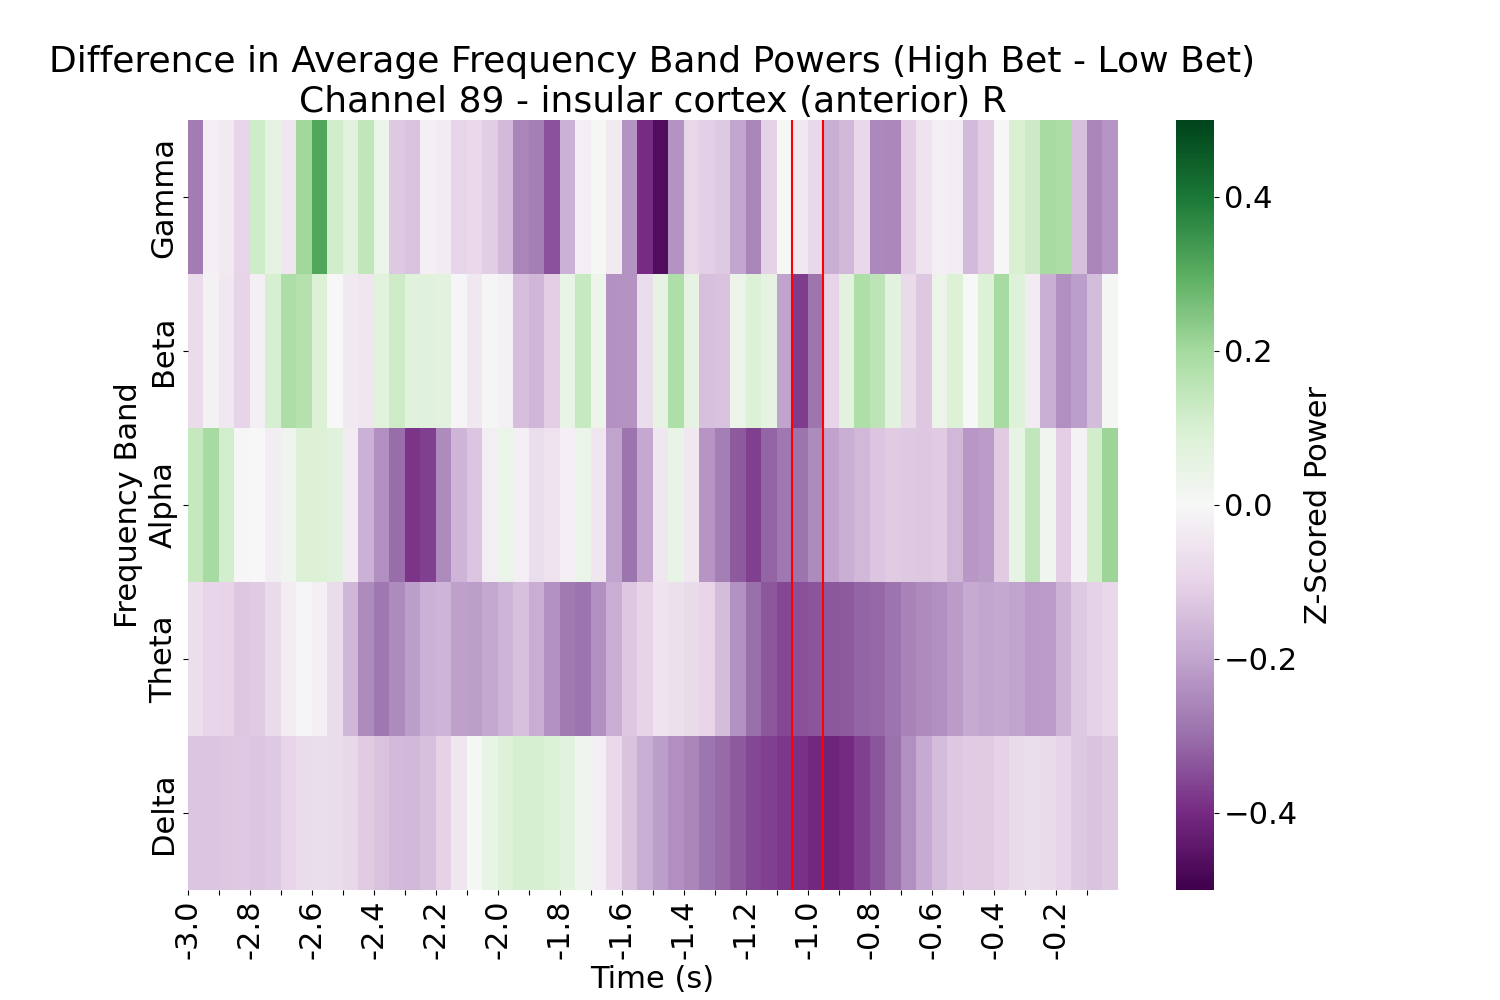 Difference in Average Frequency Band Powers (High Bet - Low Bet)
Channel 89 - insular cortex (anterior) R
Frequency Band
Gamma
Beta
Alpha
Theta
Delta
-3.0 -2.8 -2.6 -2.4 -2.2 -2.0 -1.8 -1.6 -1.4 -1.2 -1.0 -0.8 -0.6 -0.4 -0.2
Time (s)
0.4
0.2
0.0
−0.2
−0.4
Z-Scored Power